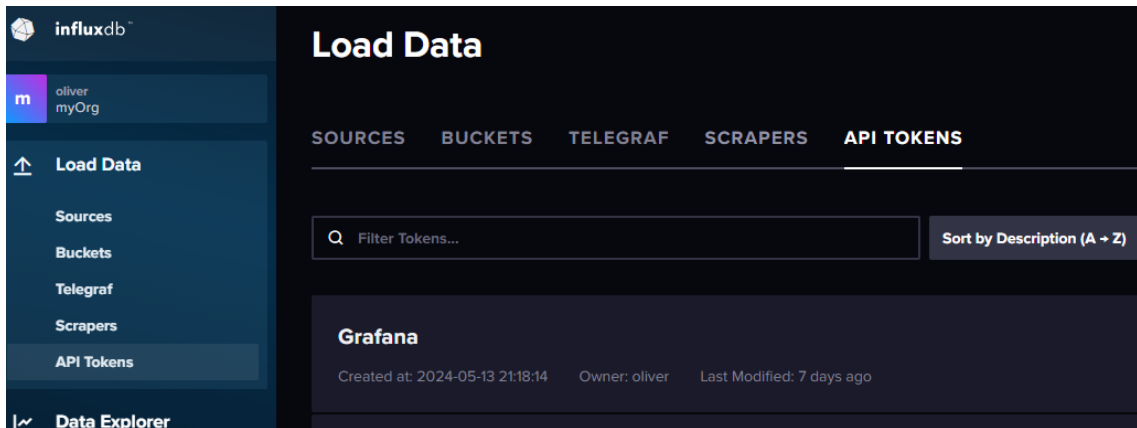 influxdb™
m
oliver
myOrg
Load Data
Sources
Buckets
Telegraf
Scrapers
API Tokens
Data Explorer
Load Data
SOURCES BUCKETS TELEGRAF SCRAPERS API TOKENS
Filter Tokens...
Sort by Description (A → Z)
Grafana
Created at: 2024-05-13 21:18:14 Owner: oliver Last Modified: 7 days ago